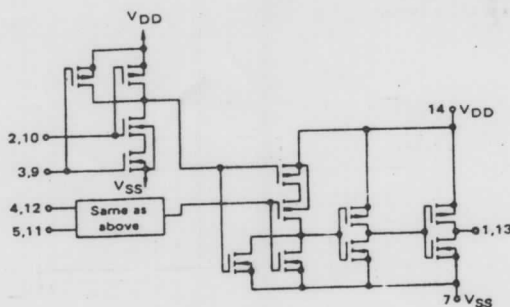 VDD
2,10
3,9
VSS
4,12
5,11
Same as
above
14
VDD
1,13
7
VSS